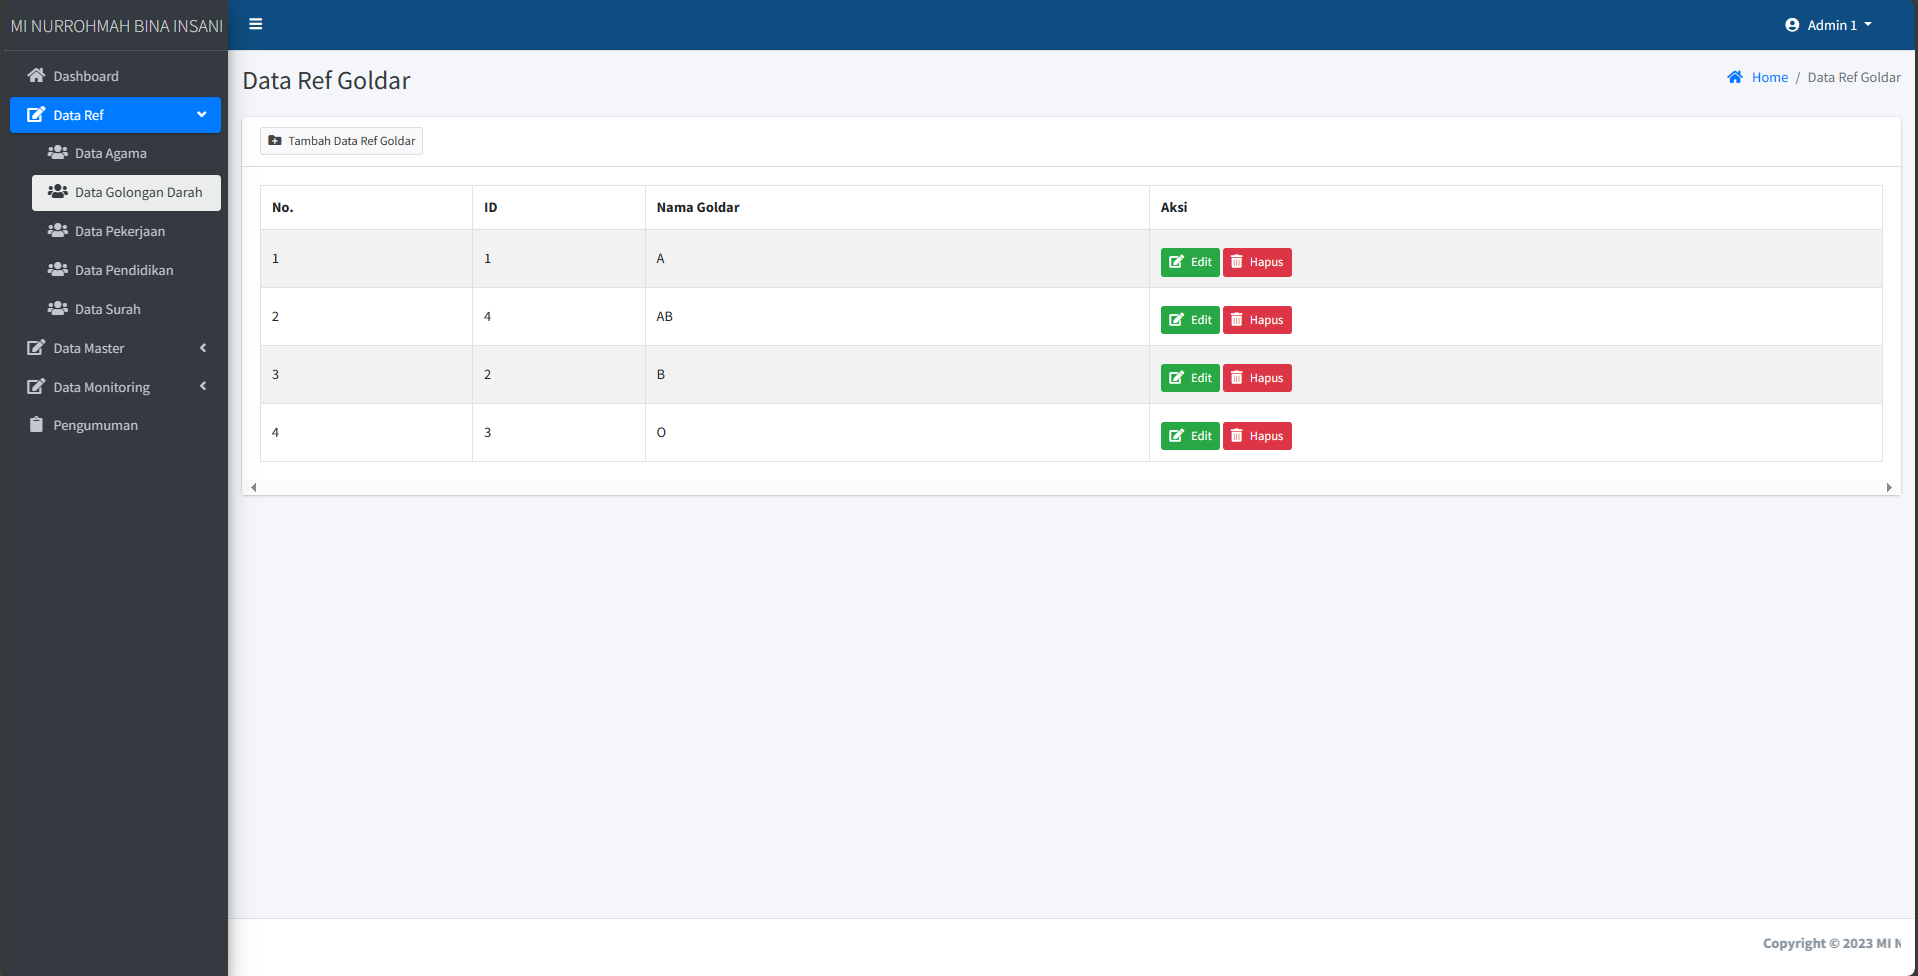 MI NURROHMAH BINA INSANI
Admin 1
Dashboard
Data Ref
Data Agama
Data Golongan Darah
Data Pekerjaan
Data Pendidikan
Data Surah
Data Master
Data Monitoring
Pengumuman
Data Ref Goldar
Home / Data Ref Goldar
Tambah Data Ref Goldar
No. ID Nama Goldar Aksi
1 1 A Edit Hapus
2 4 AB Edit Hapus
3 2 B Edit Hapus
4 3 O Edit Hapus
Copyright © 2023 MI N